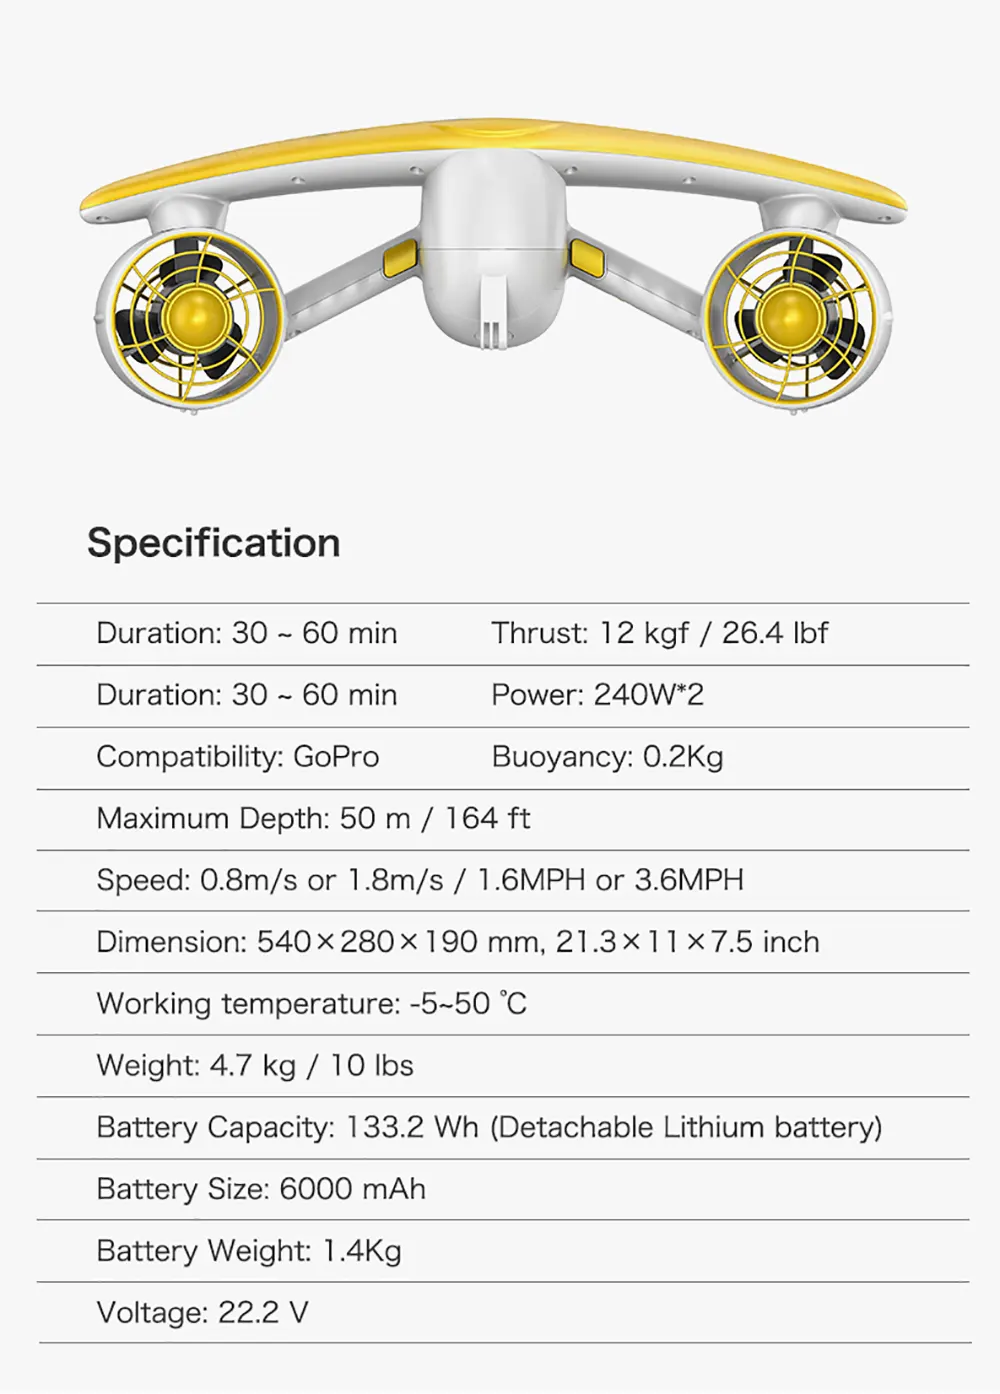 Specification
Duration: 30 ~ 60 min Thrust: 12 kgf / 26.4 lbf
Duration: 30 ~ 60 min Power: 240W*2
Compatibility: GoPro Buoyancy: 0.2Kg
Maximum Depth: 50 m / 164 ft
Speed: 0.8m/s or 1.8m/s / 1.6MPH or 3.6MPH
Dimension: 540×280×190 mm, 21.3×11×7.5 inch
Working temperature: -5~50 ℃
Weight: 4.7 kg / 10 lbs
Battery Capacity: 133.2 Wh (Detachable Lithium battery)
Battery Size: 6000 mAh
Battery Weight: 1.4Kg
Voltage: 22.2 V